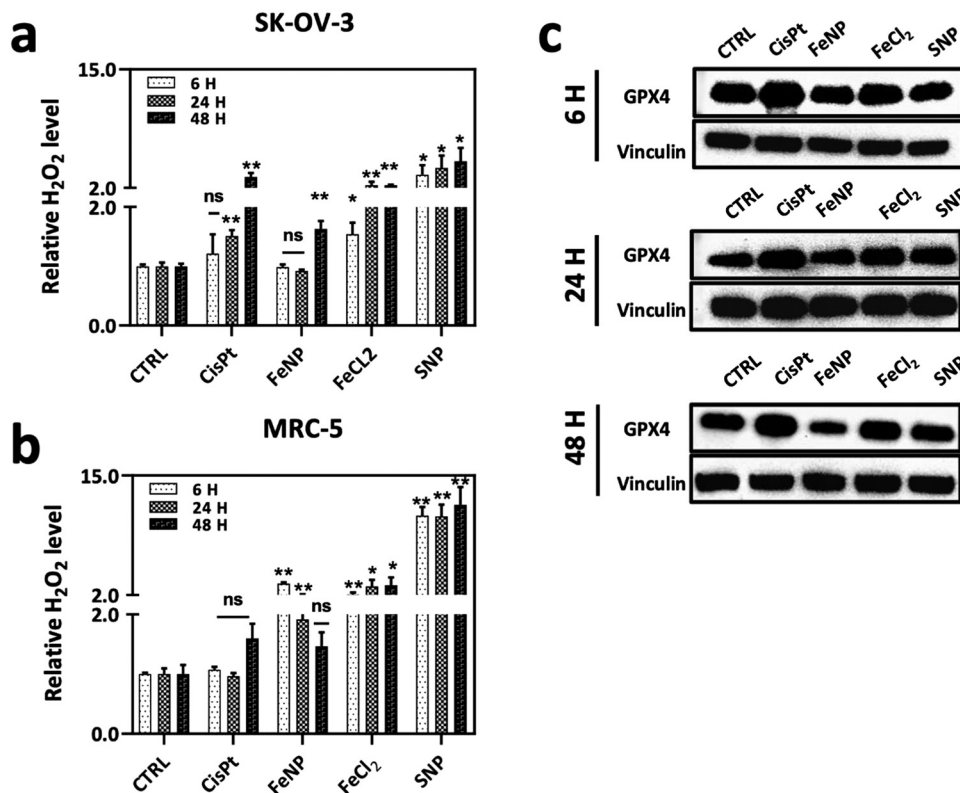 a
SK-OV-3
15.0
6 H
24 H
48 H
Relative H₂O₂ level
2.0
2.0
0.0
ns
**
**
ns
**
*
**
**
*
*
*
CTRL
CisPt
FeNP
FeCL2
SNP
b
MRC-5
15.0
6 H
24 H
48 H
Relative H₂O₂ level
2.0
2.0
0.0
ns
**
**
ns
**
*
*
**
**
**
CTRL
CisPt
FeNP
FeCl₂
SNP
c
CTRL CisPt FeNP FeCl₂ SNP
6 H
GPX4
Vinculin
CTRL CisPt FeNP FeCl₂ SNP
24 H
GPX4
Vinculin
CTRL CisPt FeNP FeCl₂ SNP
48 H
GPX4
Vinculin